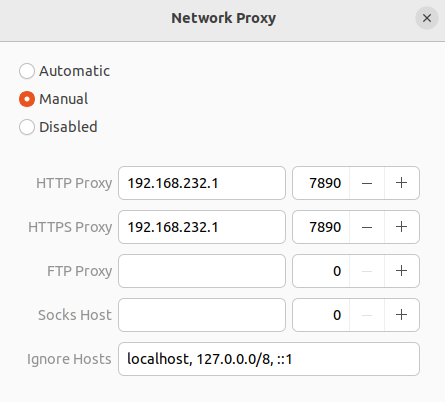 Network Proxy
Automatic
Manual
Disabled
HTTP Proxy 192.168.232.1 7890 − +
HTTPS Proxy 192.168.232.1 7890 − +
FTP Proxy 0 − +
Socks Host 0 − +
Ignore Hosts localhost, 127.0.0.0/8, ::1